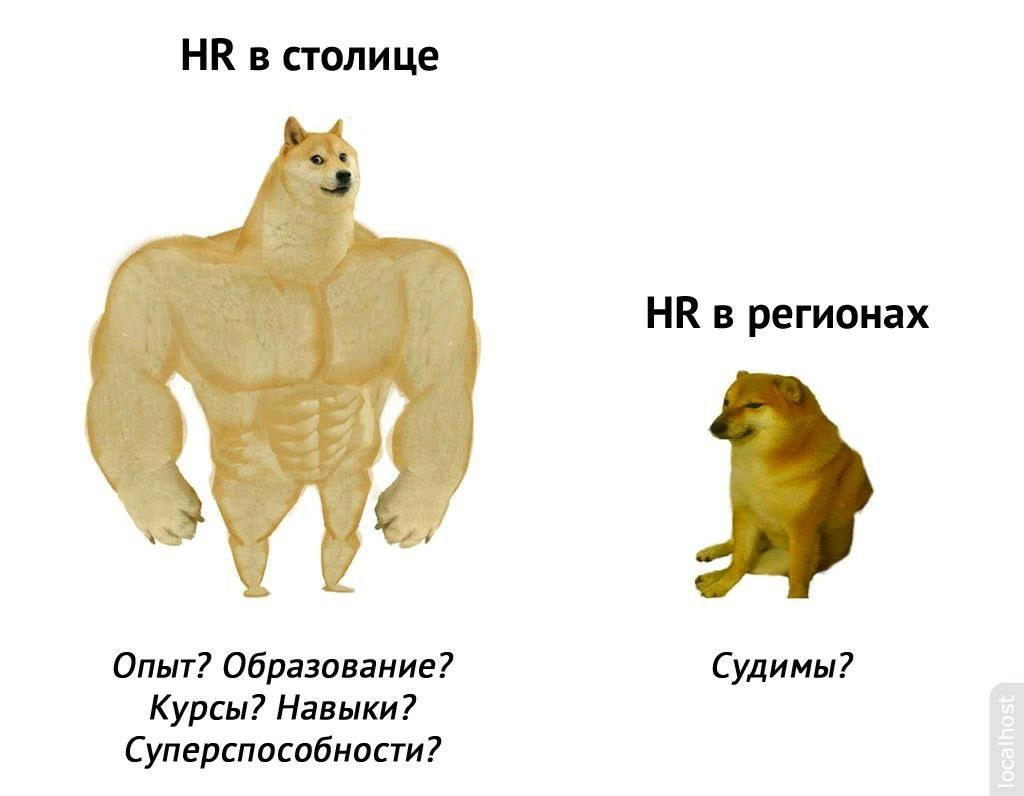 HR в столице
HR в регионах
Опыт? Образование?
Курсы? Навыки?
Суперспособности?
Судимы?
localhost